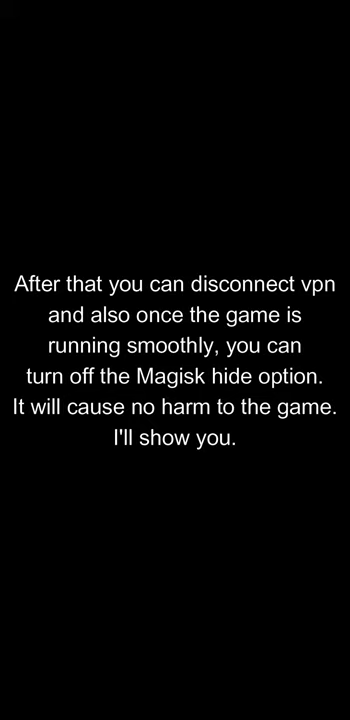 After that you can disconnect vpn
and also once the game is
running smoothly, you can
turn off the Magisk hide option.
It will cause no harm to the game.
I'll show you.